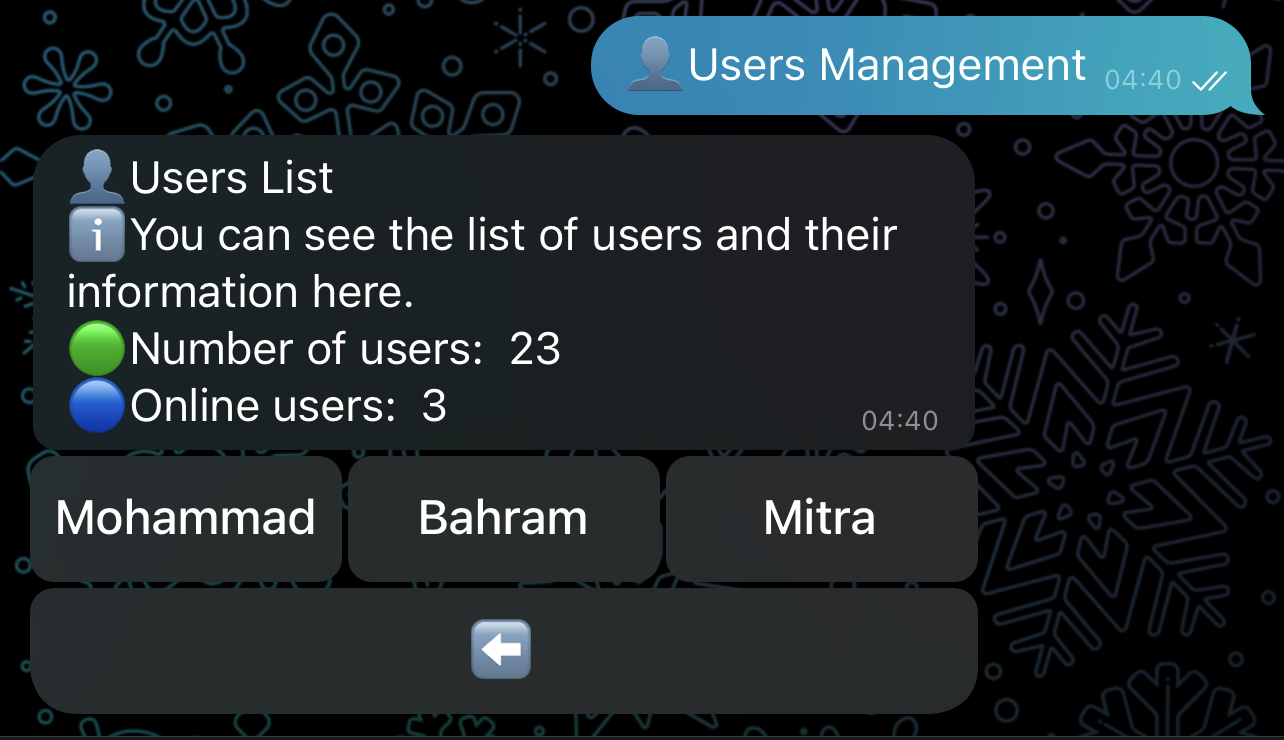 👤Users Management 04:40
👤Users List
ℹ️You can see the list of users and their
information here.
🟢Number of users: 23
🔵Online users: 3
04:40
Mohammad Bahram Mitra
⬅️